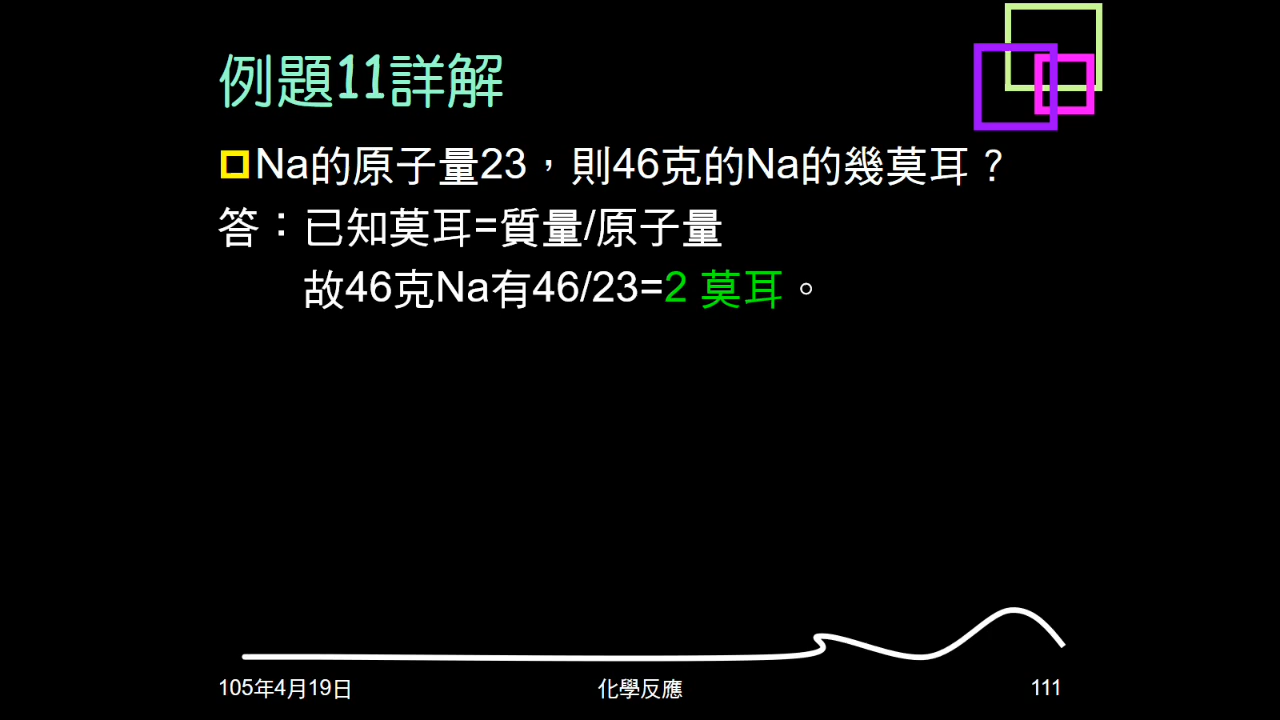 例題11詳解
Na的原子量23，則46克的Na的幾莫耳？
答：已知莫耳=質量/原子量
故46克Na有46/23=2 莫耳。
105年4月19日
化學反應
111